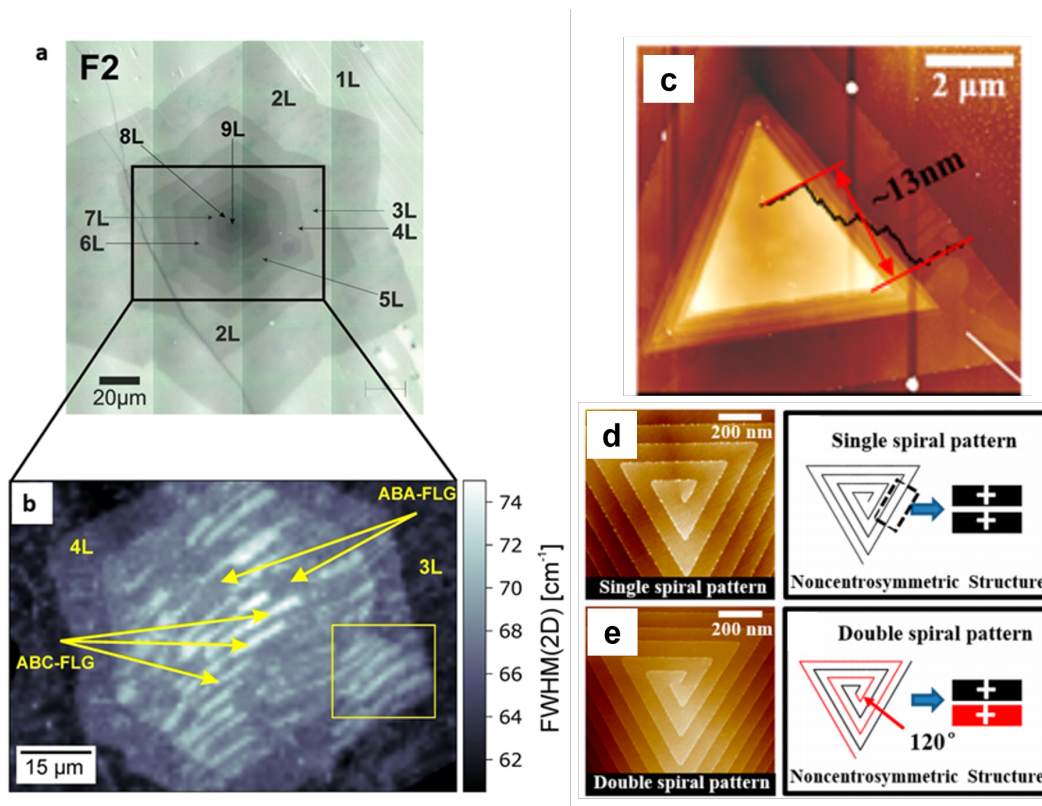 a
F2
1L
2L
9L
8L
7L
6L
3L
4L
5L
2L
20µm
b
ABA-FLG
4L
3L
ABC-FLG
15 µm
74
72
70
68
66
64
62
FWHM(2D) [cm⁻¹]
c
2 µm
~13nm
d
200 nm
Single spiral pattern
Single spiral pattern
Noncentrosymmetric Structure
e
200 nm
Double spiral pattern
Double spiral pattern
120°
Noncentrosymmetric Structure